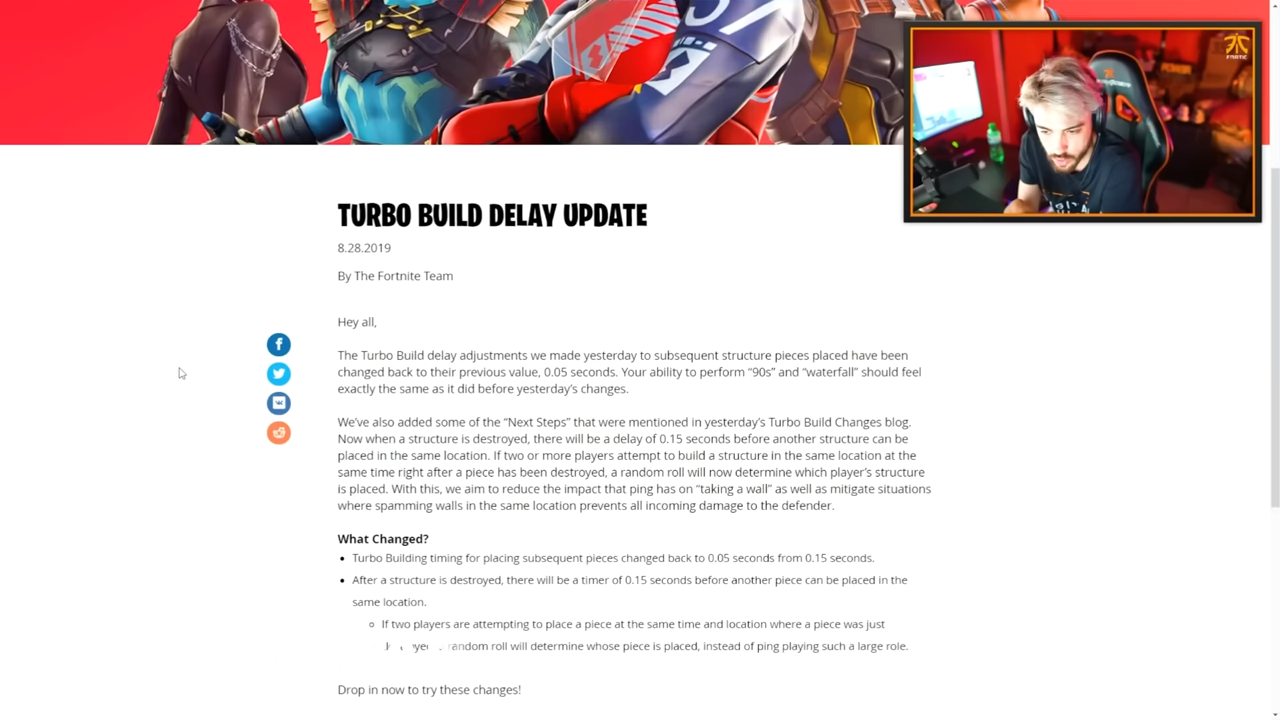 FNATIC
TURBO BUILD DELAY UPDATE
8.28.2019
By The Fortnite Team
Hey all,
The Turbo Build delay adjustments we made yesterday to subsequent structure pieces placed have been
changed back to their previous value, 0.05 seconds. Your ability to perform “90s” and “waterfall” should feel
exactly the same as it did before yesterday’s changes.
We’ve also added some of the “Next Steps” that were mentioned in yesterday’s Turbo Build Changes blog.
Now when a structure is destroyed, there will be a delay of 0.15 seconds before another structure can be
placed in the same location. If two or more players attempt to build a structure in the same location at the
same time right after a piece has been destroyed, a random roll will now determine which player’s structure
is placed. With this, we aim to reduce the impact that ping has on “taking a wall” as well as mitigate situations
where spamming walls in the same location prevents all incoming damage to the defender.
What Changed?
Turbo Building timing for placing subsequent pieces changed back to 0.05 seconds from 0.15 seconds.
After a structure is destroyed, there will be a timer of 0.15 seconds before another piece can be placed in the
same location.
If two players are attempting to place a piece at the same time and location where a piece was just
random roll will determine whose piece is placed, instead of ping playing such a large role.
Drop in now to try these changes!